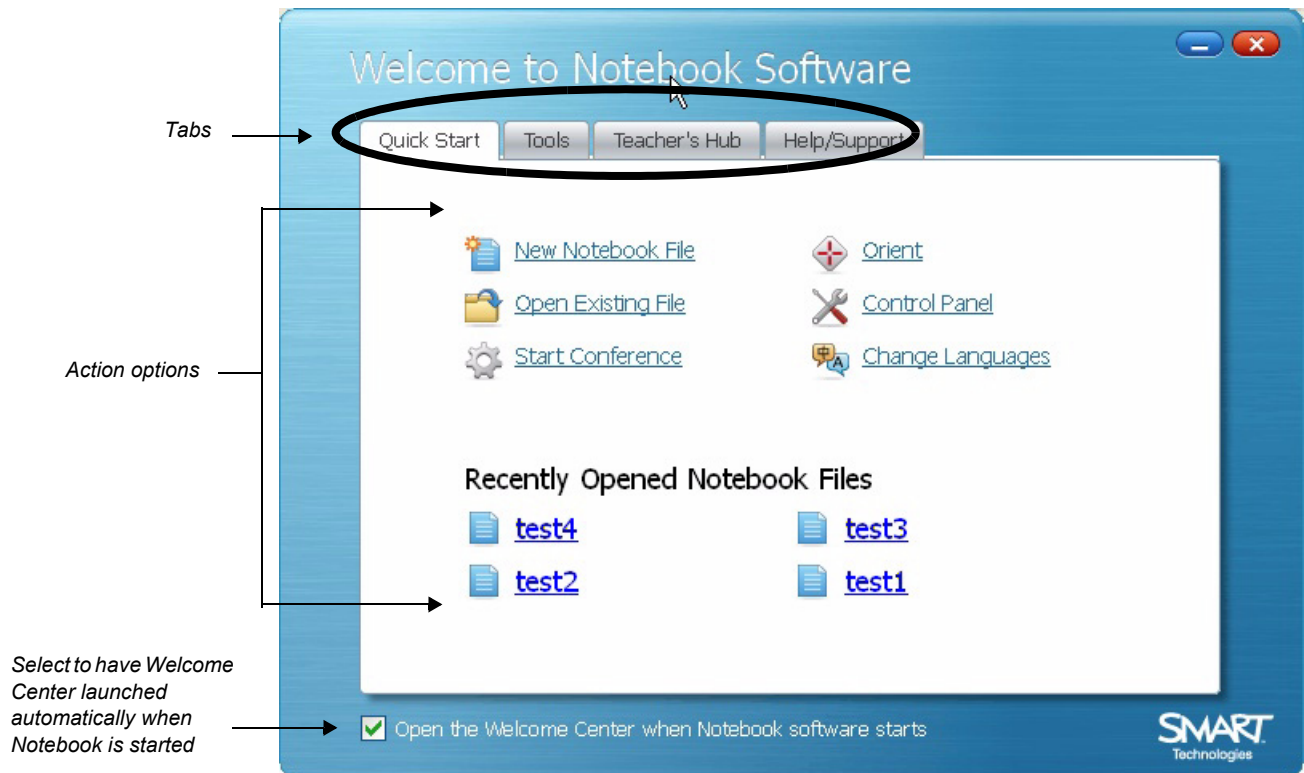 Welcome to Notebook Software
Tabs
Quick Start Tools Teacher's Hub Help/Support
New Notebook File Orient
Open Existing File Control Panel
Action options
Start Conference Change Languages
Recently Opened Notebook Files
test4 test3
test2 test1
Select to have Welcome
Center launched
automatically when
Notebook is started
Open the Welcome Center when Notebook software starts
SMART
Technologies